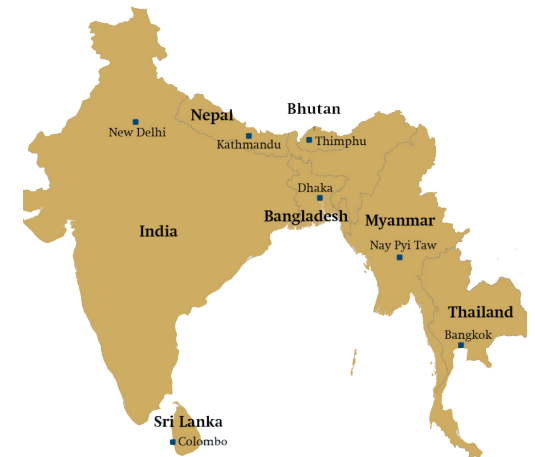 Nepal
Bhutan
New Delhi
Kathmandu
Thimphu
Dhaka
Bangladesh
Myanmar
India
Nay Pyi Taw
Thailand
Bangkok
Sri Lanka
Colombo